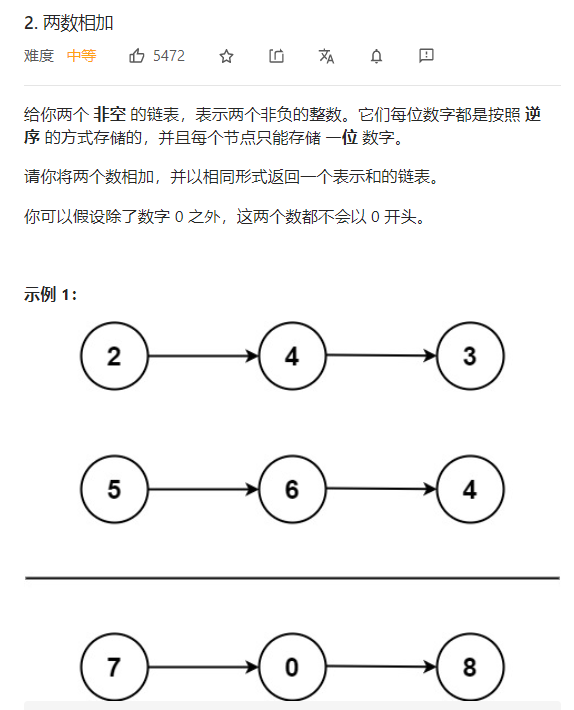 2. 两数相加
难度 中等 5472
给你两个 非空 的链表，表示两个非负的整数。它们每位数字都是按照 逆
序 的方式存储的，并且每个节点只能存储 一位 数字。
请你将两个数相加，并以相同形式返回一个表示和的链表。
你可以假设除了数字 0 之外，这两个数都不会以 0 开头。
示例 1：
2 4 3
5 6 4
7 0 8